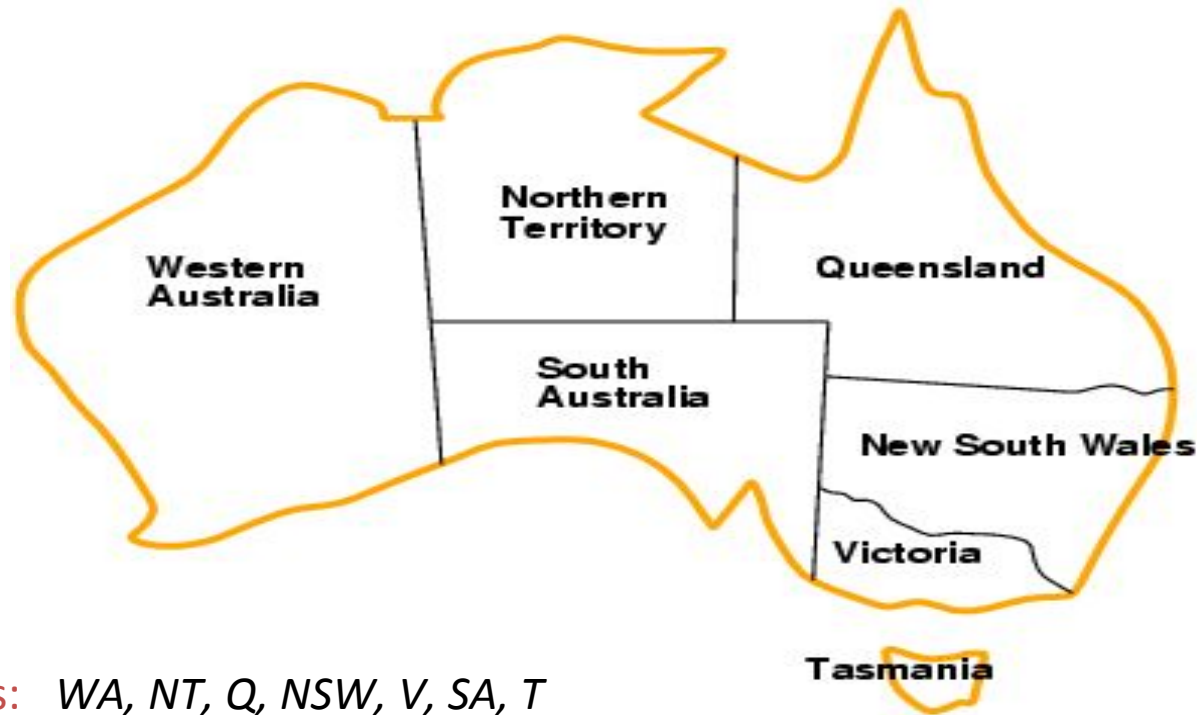 Northern
Territory
Western
Australia
Queensland
South
Australia
New South Wales
Victoria
Tasmania
s: WA, NT, Q, NSW, V, SA, T